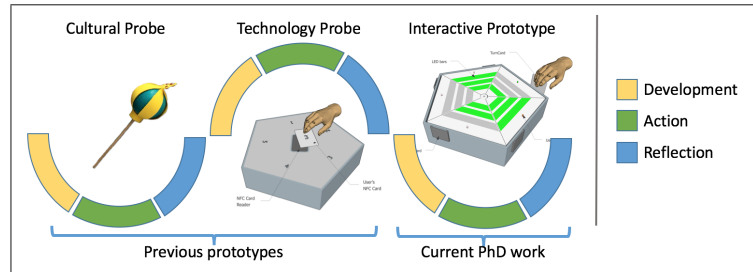 Cultural Probe
Technology Probe
Interactive Prototype
TurnCard
LED bars
User's
NFC Card
NFC Card
Reader
Previous prototypes
Current PhD work
Development
Action
Reflection